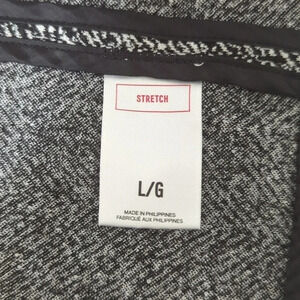 STRETCH
L/G
MADE IN PHILIPPINES
FABRIQUÉ AUX PHILIPPINES